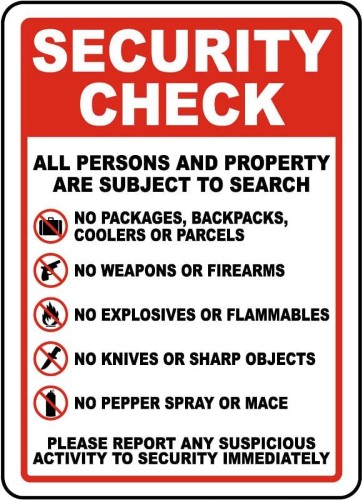 SECURITY
CHECK
ALL PERSONS AND PROPERTY
ARE SUBJECT TO SEARCH
NO PACKAGES, BACKPACKS,
COOLERS OR PARCELS
NO WEAPONS OR FIREARMS
NO EXPLOSIVES OR FLAMMABLES
NO KNIVES OR SHARP OBJECTS
NO PEPPER SPRAY OR MACE
PLEASE REPORT ANY SUSPICIOUS
ACTIVITY TO SECURITY IMMEDIATELY